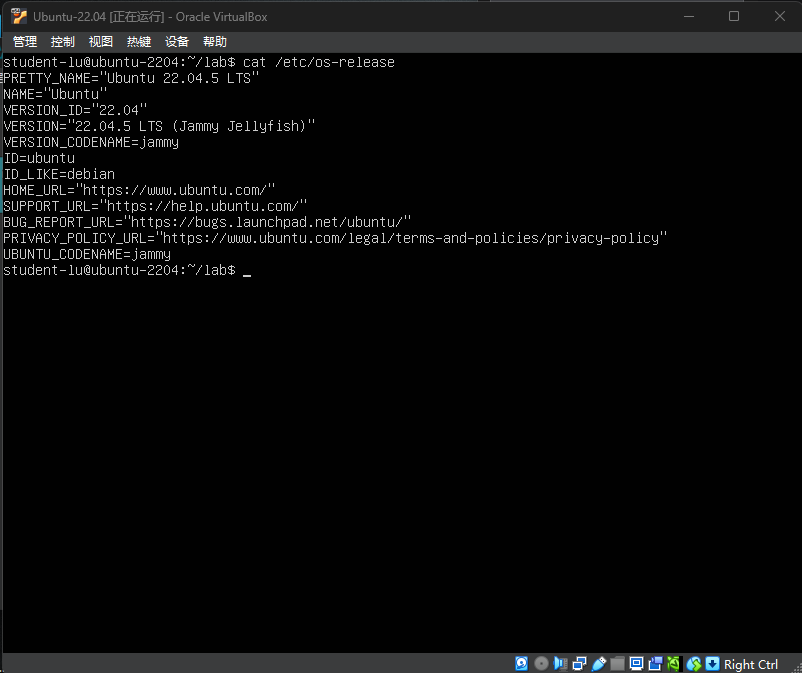 Ubuntu-22.04 [正在运行] - Oracle VirtualBox
管理 控制 视图 热键 设备 帮助
student-lu@ubuntu-2204:~/lab$ cat /etc/os-release
PRETTY_NAME="Ubuntu 22.04.5 LTS"
NAME="Ubuntu"
VERSION_ID="22.04"
VERSION="22.04.5 LTS (Jammy Jellyfish)"
VERSION_CODENAME=jammy
ID=ubuntu
ID_LIKE=debian
HOME_URL="https://www.ubuntu.com/"
SUPPORT_URL="https://help.ubuntu.com/"
BUG_REPORT_URL="https://bugs.launchpad.net/ubuntu/"
PRIVACY_POLICY_URL="https://www.ubuntu.com/legal/terms-and-policies/privacy-policy"
UBUNTU_CODENAME=jammy
student-lu@ubuntu-2204:~/lab$ _
Right Ctrl